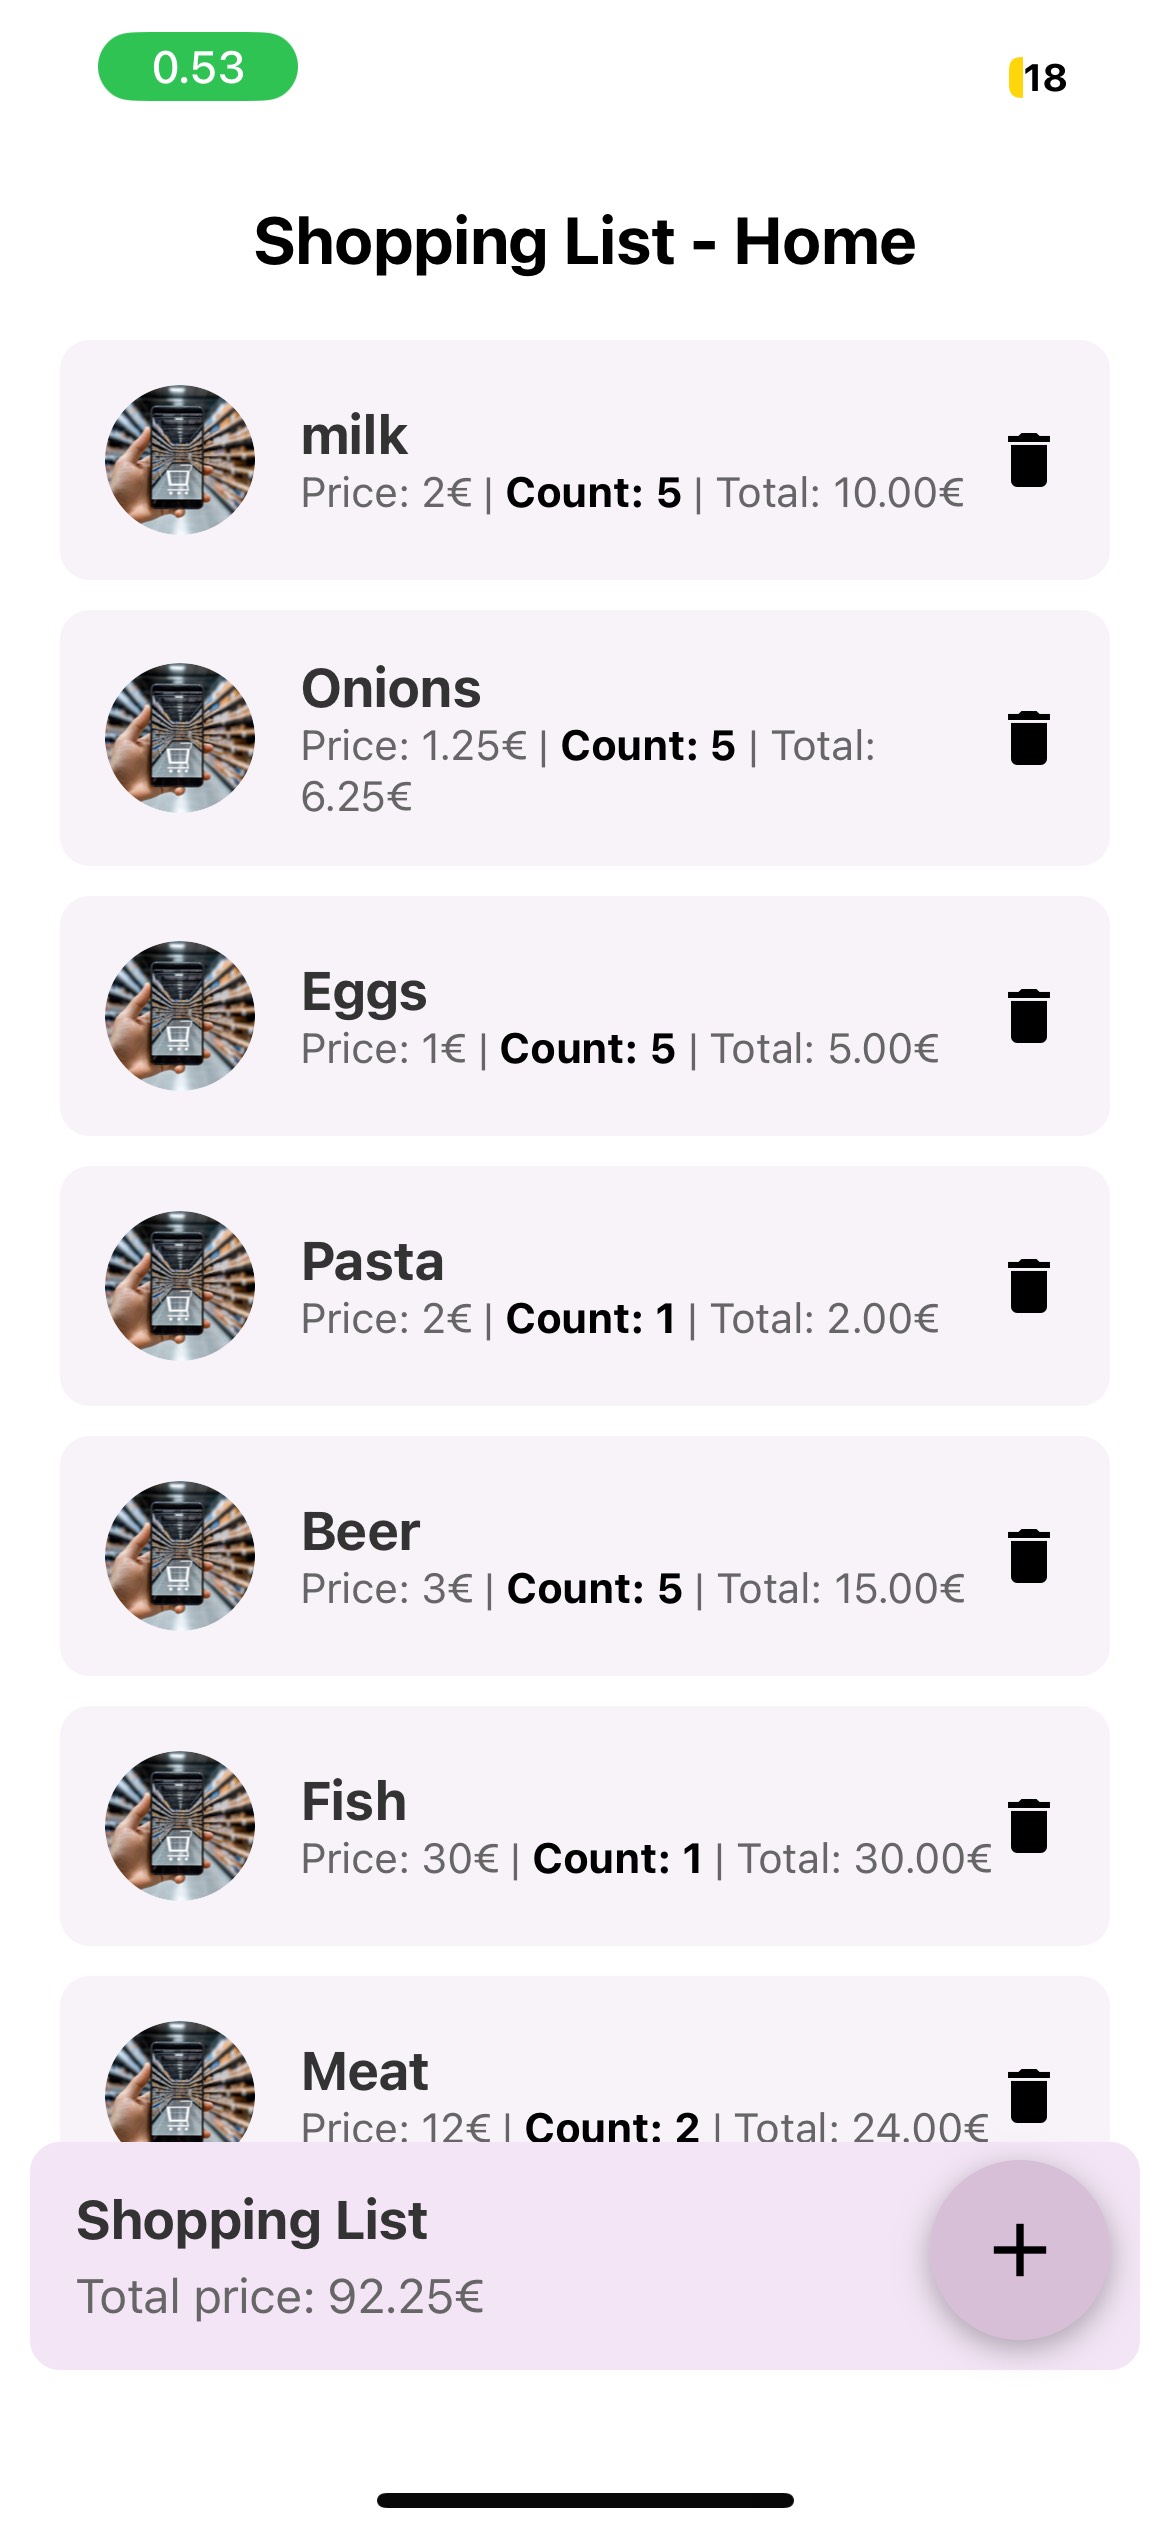 0.53
18
Shopping List - Home
milk
Price: 2€ | Count: 5 | Total: 10.00€
Onions
Price: 1.25€ | Count: 5 | Total:
6.25€
Eggs
Price: 1€ | Count: 5 | Total: 5.00€
Pasta
Price: 2€ | Count: 1 | Total: 2.00€
Beer
Price: 3€ | Count: 5 | Total: 15.00€
Fish
Price: 30€ | Count: 1 | Total: 30.00€
Meat
Price: 12€ | Count: 2 | Total: 24.00€
Shopping List
Total price: 92.25€